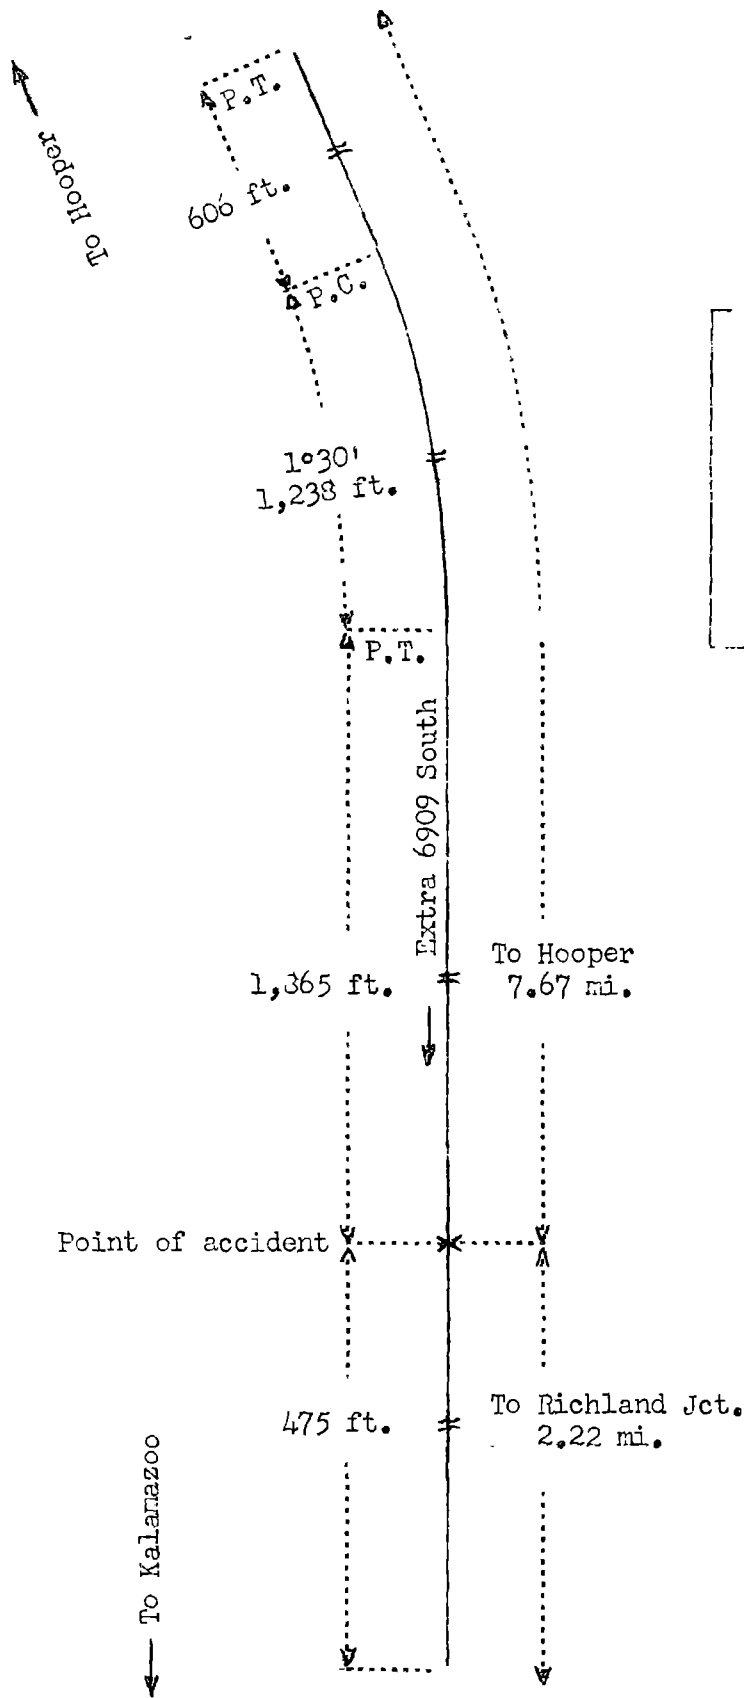 P.T.
To Hooper
606 ft.
P.C.
1°30'
1,238 ft.
P.T.
Extra 6909 South
To Hooper
7.67 mi.
1,365 ft.
Point of accident
To Richland Jct.
2.22 mi.
475 ft.
To Kalamazoo